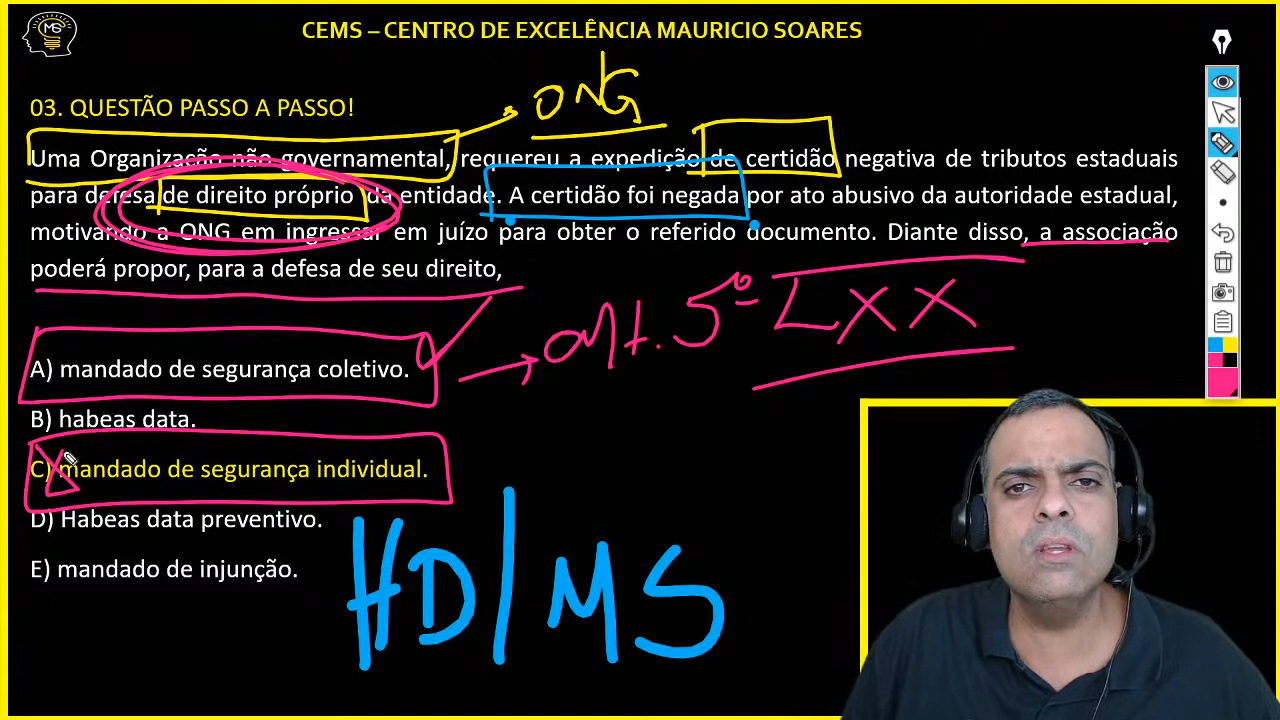 CEMS – CENTRO DE EXCELÊNCIA MAURICIO SOARES
MS
03. QUESTÃO PASSO A PASSO!
ONG
Uma Organização não governamental, requereu a expedição de certidão negativa de tributos estaduais
para defesa de direito próprio da entidade. A certidão foi negada por ato abusivo da autoridade estadual,
motivando a ONG em ingressar em juízo para obter o referido documento. Diante disso, a associação
poderá propor, para a defesa de seu direito,
art. 5º LXX
A) mandado de segurança coletivo.
B) habeas data.
C) mandado de segurança individual.
D) Habeas data preventivo.
E) mandado de injunção.
HD/MS